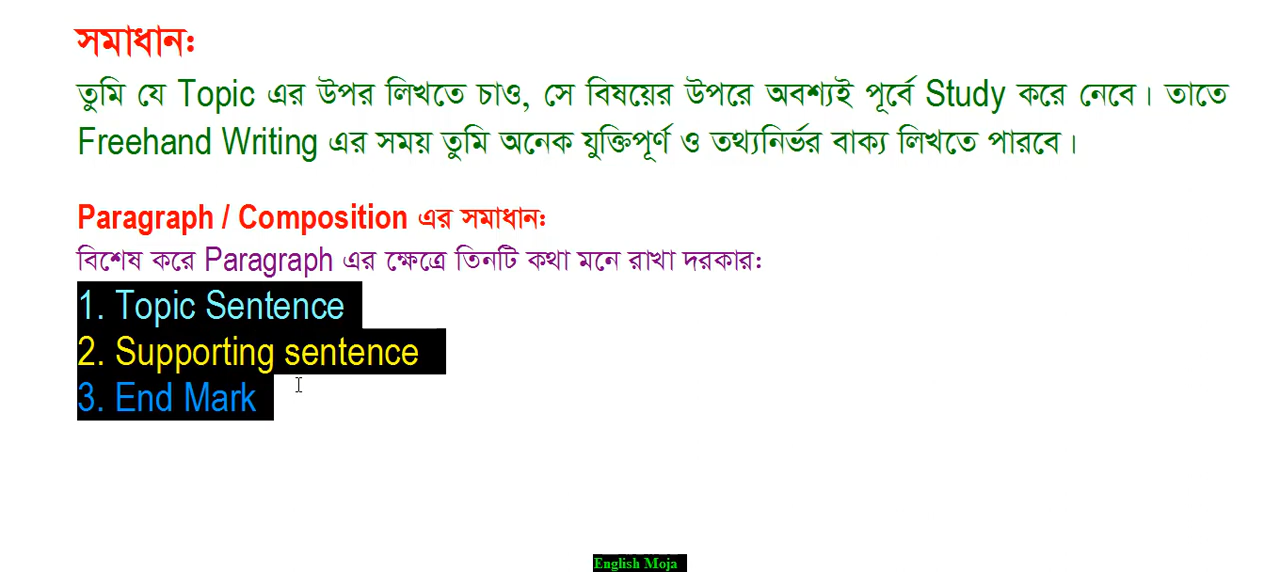 সমাধান:
তুমি যে Topic এর উপর লিখতে চাও, সে বিষয়ের উপরে অবশ্যই পূর্বে Study করে নেবে। তাতে
Freehand Writing এর সময় তুমি অনেক যুক্তিপূর্ণ ও তথ্যনির্ভর বাক্য লিখতে পারবে।
Paragraph / Composition এর সমাধান:
বিশেষ করে Paragraph এর ক্ষেত্রে তিনটি কথা মনে রাখা দরকার:
1. Topic Sentence
2. Supporting sentence
3. End Mark
English Moja